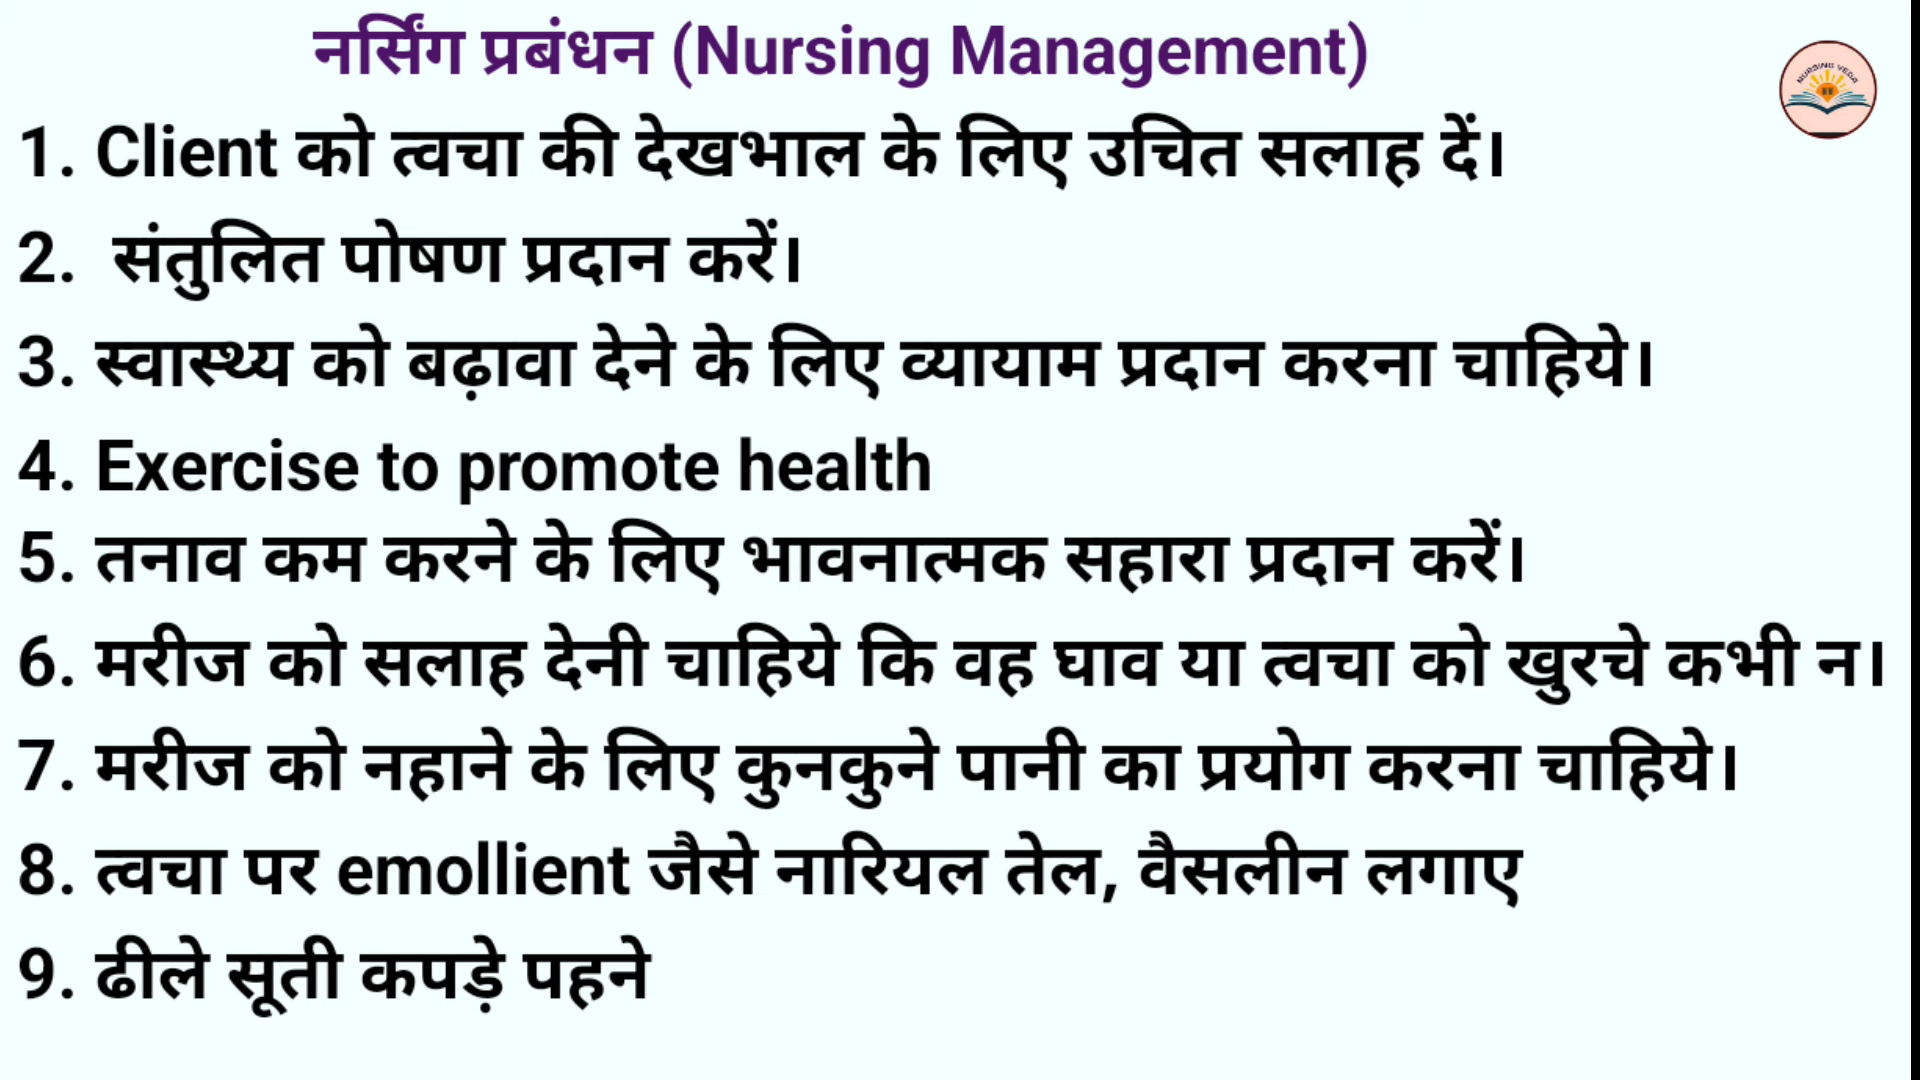 नर्सिंग प्रबंधन (Nursing Management)
NURSING VEDA
1. Client को त्वचा की देखभाल के लिए उचित सलाह दें।
2. संतुलित पोषण प्रदान करें।
3. स्वास्थ्य को बढ़ावा देने के लिए व्यायाम प्रदान करना चाहिये।
4. Exercise to promote health
5. तनाव कम करने के लिए भावनात्मक सहारा प्रदान करें।
6. मरीज को सलाह देनी चाहिये कि वह घाव या त्वचा को खुरचे कभी न।
7. मरीज को नहाने के लिए कुनकुने पानी का प्रयोग करना चाहिये।
8. त्वचा पर emollient जैसे नारियल तेल, वैसलीन लगाए
9. ढीले सूती कपड़े पहने